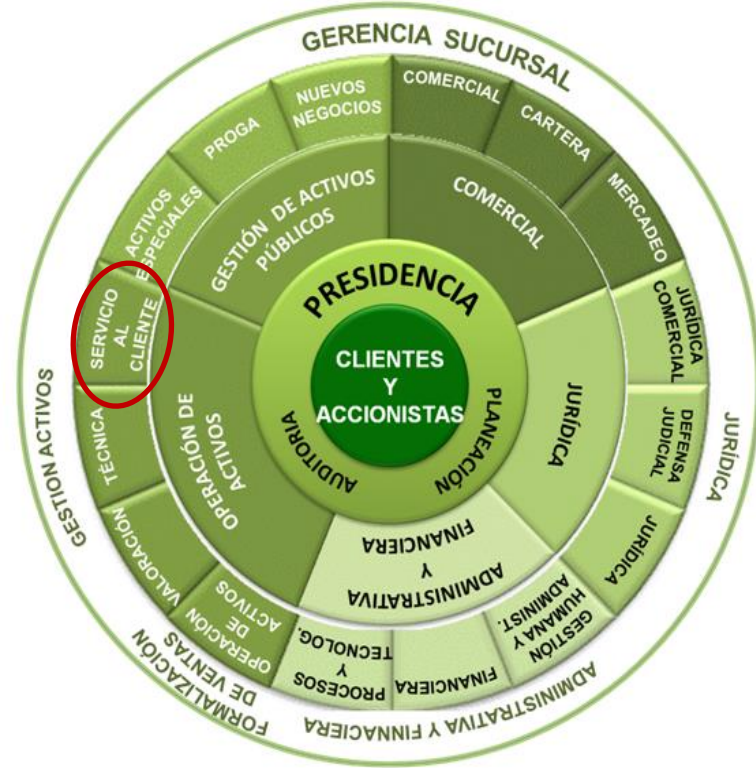 GERENCIA SUCURSAL
NUEVOS
NEGOCIOS
COMERCIAL
CARTERA
MERCADEO
PROGA
ACTIVOS
ESPECIALES
GESTIÓN DE ACTIVOS
PÚBLICOS
COMERCIAL
SERVICIO
AL
CLIENTE
PRESIDENCIA
CLIENTES
Y
ACCIONISTAS
AUDITORIA
PLANEACIÓN
JURÍDICA
COMERCIAL
DEFENSA
JUDICIAL
JURÍDICA
JURÍDICA
JURÍDICA
TÉCNICA
VALORACIÓN
OPERACIÓN DE
ACTIVOS
GESTION ACTIVOS
ADMINISTRATIVA
Y
FINANCIERA
OPERACIÓN
DE
ACTIVOS
PROCESOS
Y
TECNOLOG.
FINANCIERA
GESTIÓN
HUMANA Y
ADMINIST.
FORMALIZACIÓN
DE VENTAS
ADMINISTRATIVA Y FINNACIERA